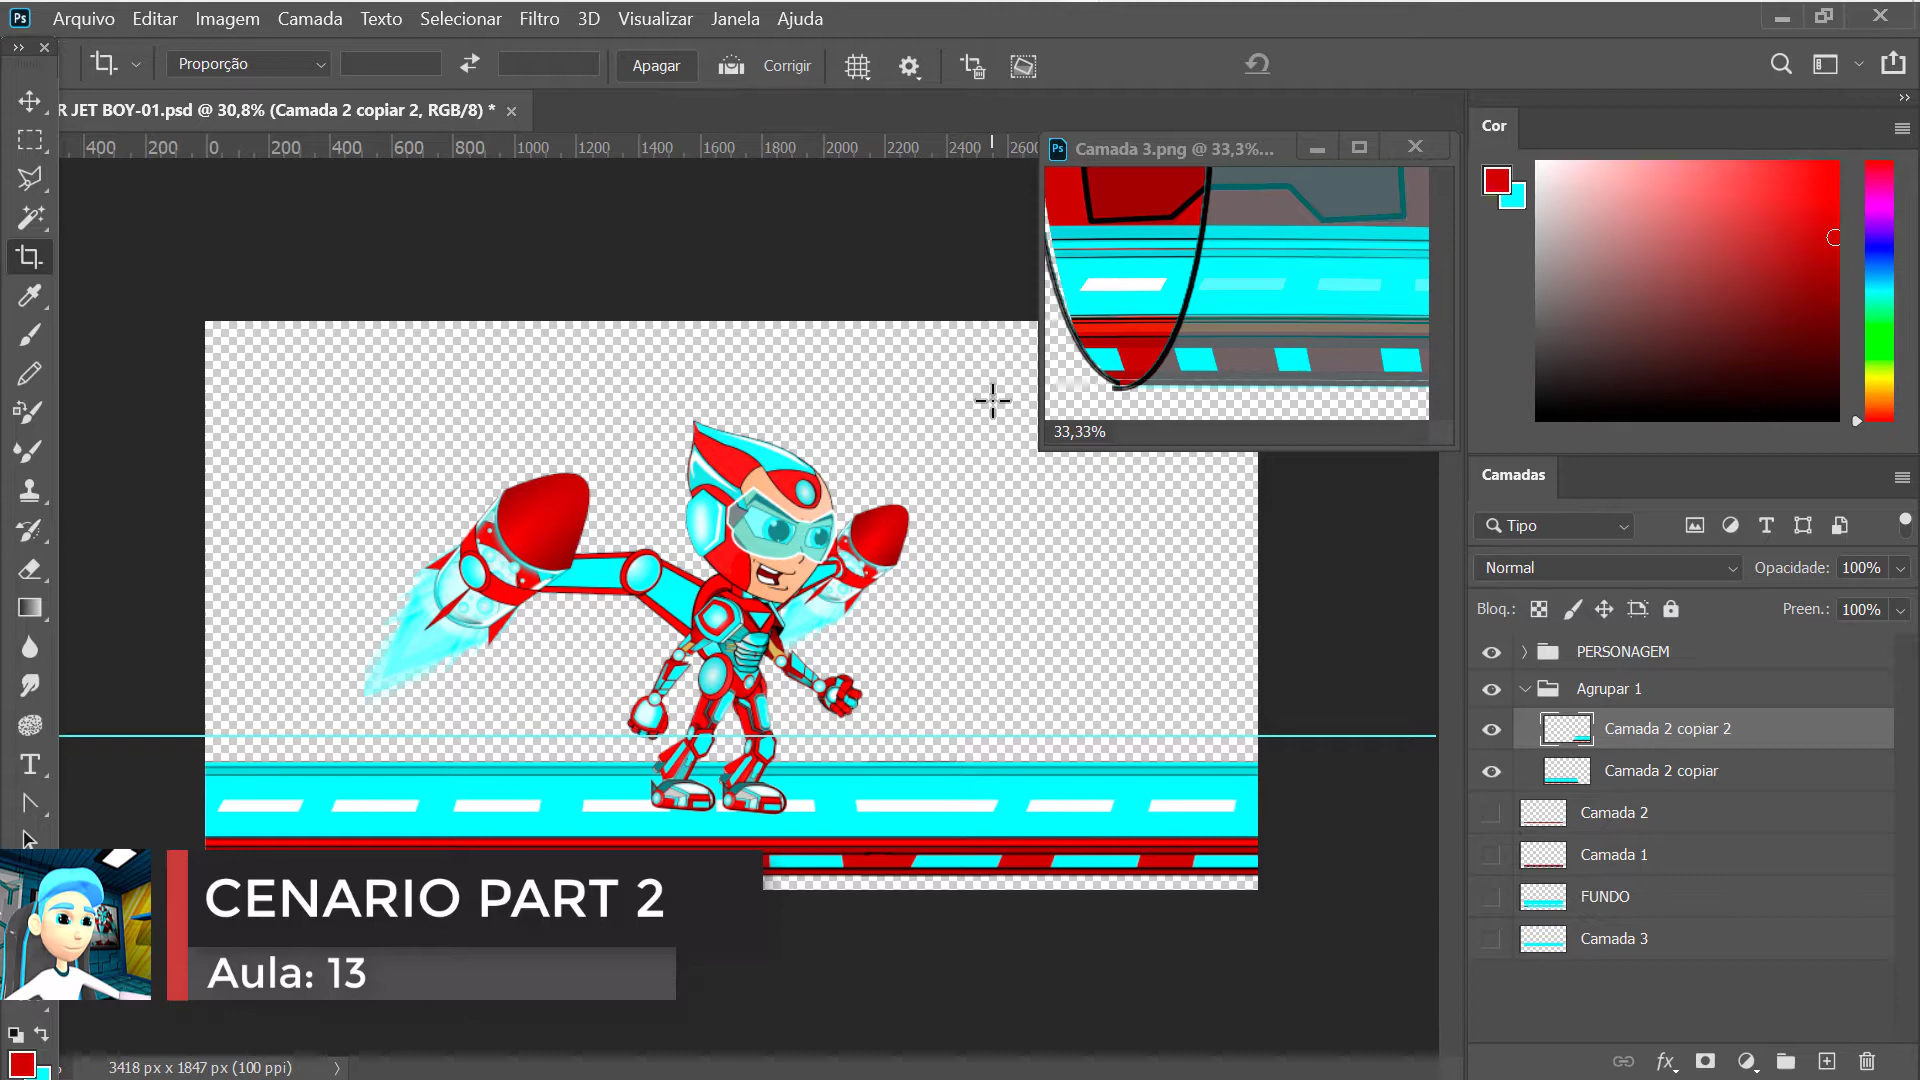 Ps Arquivo Editar Imagem Camada Texto Selecionar Filtro 3D Visualizar Janela Ajuda
Proporção Apagar Corrigir
R JET BOY-01.psd @ 30,8% (Camada 2 copiar 2, RGB/8) *
400 200 0 200 400 600 800 1000 1200 1400 1600 1800 2000 2200 2400 2600
Ps Camada 3.png @ 33,3%...
33,33%
Cor
Camadas
Tipo
Normal Opacidade: 100%
Bloq.: Preen.: 100%
PERSONAGEM
Agrupar 1
Camada 2 copiar 2
Camada 2 copiar
Camada 2
Camada 1
FUNDO
Camada 3
CENARIO PART 2
Aula: 13
3418 px x 1847 px (100 ppi)
fx